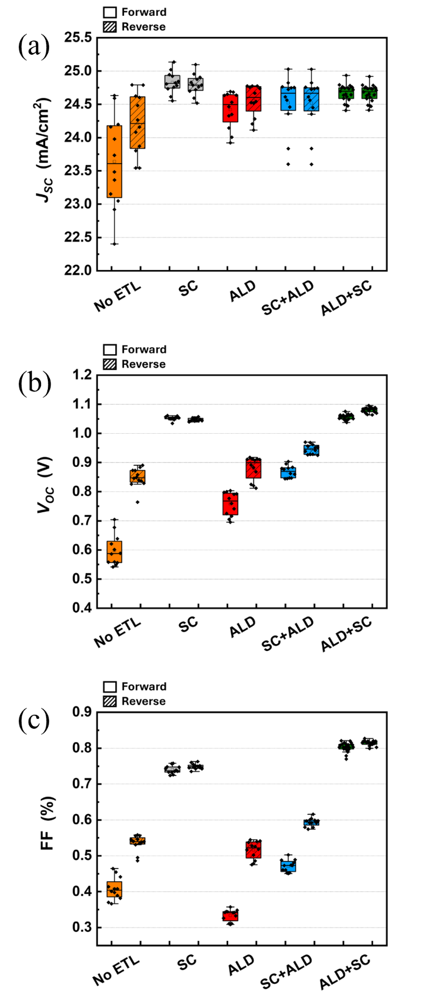 Forward
Reverse
(a)
25.5
25.0
24.5
24.0
23.5
23.0
22.5
22.0
J_SC (mA/cm²)
No ETL
SC
ALD
SC+ALD
ALD+SC
Forward
Reverse
(b)
1.2
1.1
1.0
0.9
0.8
0.7
0.6
0.5
0.4
V_OC (V)
No ETL
SC
ALD
SC+ALD
ALD+SC
Forward
Reverse
(c)
0.9
0.8
0.7
0.6
0.5
0.4
0.3
FF (%)
No ETL
SC
ALD
SC+ALD
ALD+SC